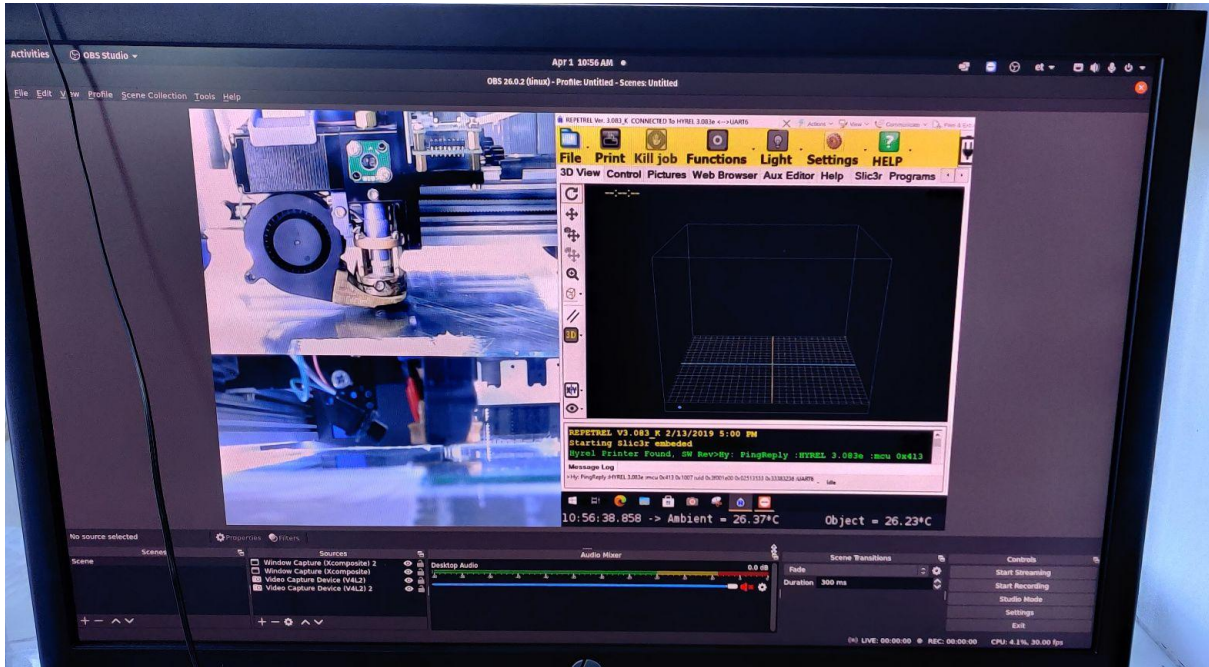 Activities OBS Studio
Apr 1 10:56 AM
et
OBS 26.0.2 (linux) - Profile: Untitled - Scenes: Untitled
File Edit View Profile Scene Collection Tools Help
REPETREL Ver. 3.083_K CONNECTED To HYREL 3.083e <-->UART6
Actions View Communicate
File Print Kill job Functions Light Settings HELP
3D View Control Pictures Web Browser Aux Editor Help Slic3r Programs
--:--:--
3D
REPETREL V3.083_K 2/13/2019 5:00 PM
Starting Slic3r embeded
Hyrel Printer Found, SW Rev>Hy: PingReply :HYREL 3.083e :mcu 0x413
Message Log
Idle
10:56:38.858 -> Ambient = 26.37*C Object = 26.23*C
No source selected Properties Filters
Scenes
Scene
Sources
Window Capture (Xcomposite) 2
Window Capture (Xcomposite)
Video Capture Device (V4L2)
Video Capture Device (V4L2) 2
Audio Mixer
Desktop Audio 0.0 dB
Scene Transitions
Fade
Duration 300 ms
Controls
Start Streaming
Start Recording
Studio Mode
Settings
Exit
LIVE: 00:00:00 REC: 00:00:00 CPU: 4.1%, 30.00 fps